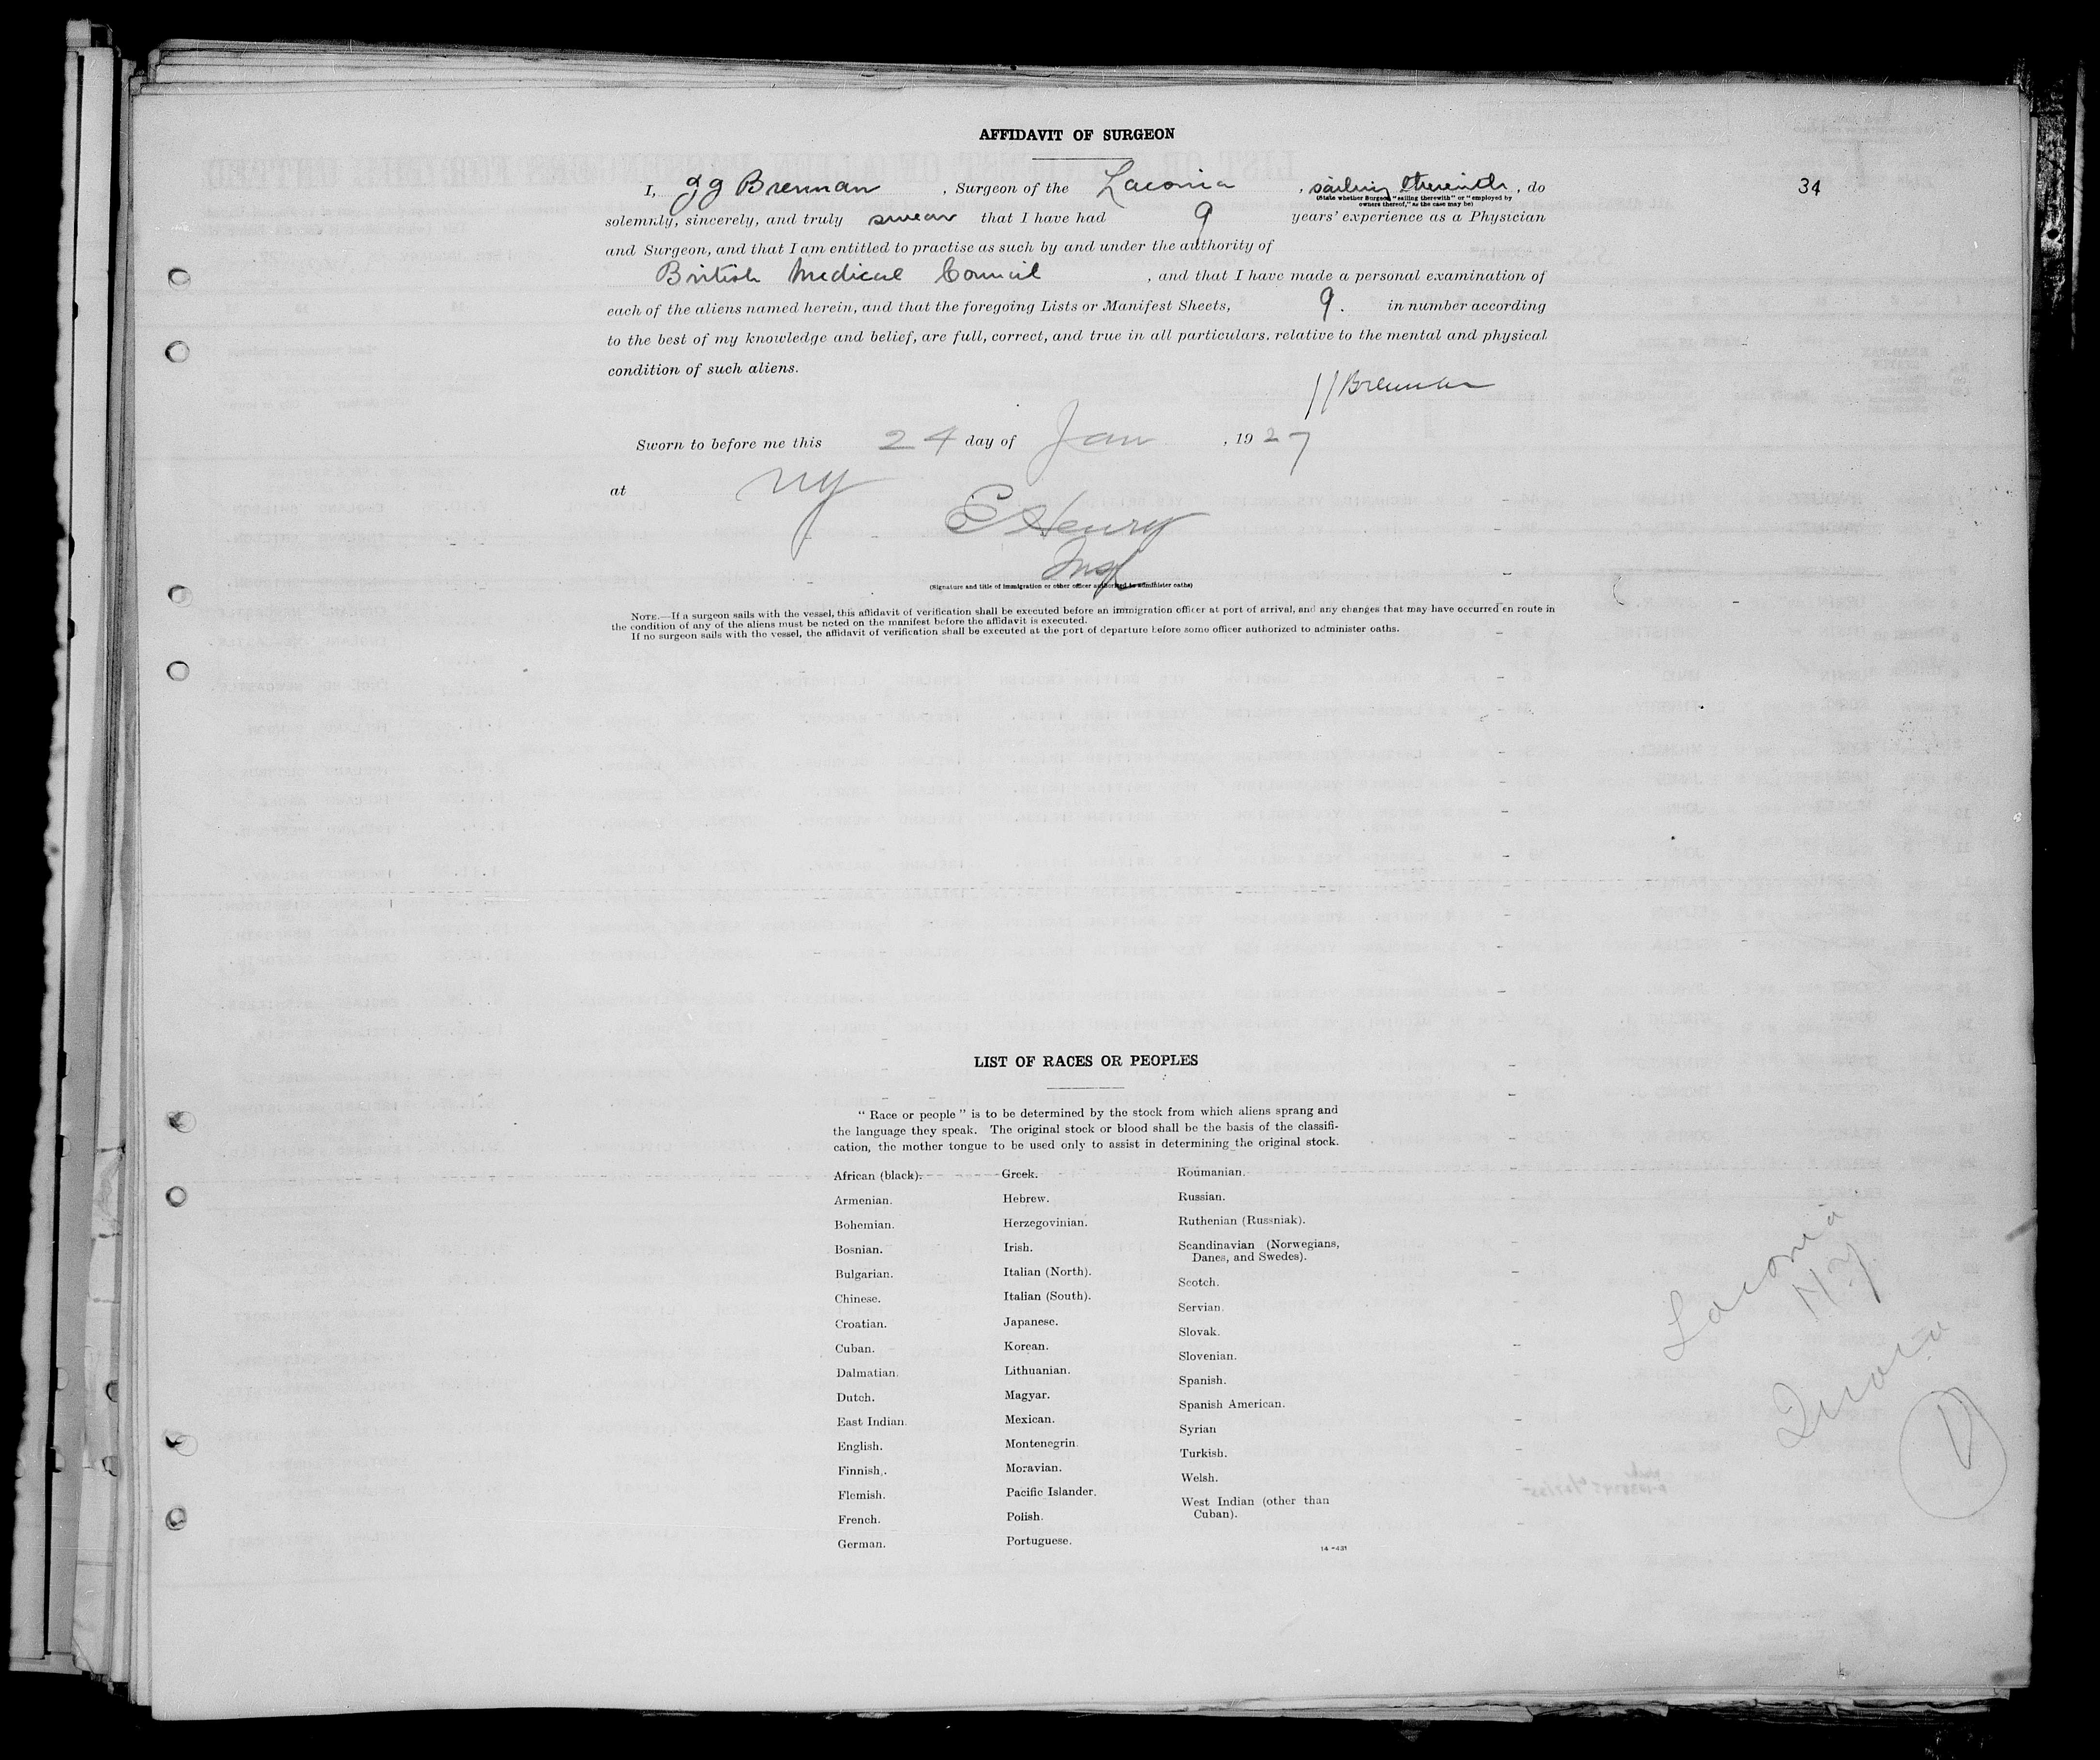 AFFIDAVIT OF SURGEON
I, J J Brennan, Surgeon of the Laconia, sailing therewith, do
(State whether Surgeon "sailing therewith" or "employed by
owners thereof," as the case may be)
34
solemnly, sincerely, and truly swear that I have had 9 years' experience as a Physician
and Surgeon, and that I am entitled to practise as such by and under the authority of
British Medical Council, and that I have made a personal examination of
each of the aliens named herein, and that the foregoing Lists or Manifest Sheets, 9. in number according
to the best of my knowledge and belief, are full, correct, and true in all particulars, relative to the mental and physical
condition of such aliens.
JJBrennan
Sworn to before me this 24 day of Jan, 1927
at NY
E Henry
Insp
(Signature and title of immigration or other officer authorized to administer oaths)
NOTE.—If a surgeon sails with the vessel, this affidavit of verification shall be executed before an immigration officer at port of arrival, and any changes that may have occurred en route in
the condition of any of the aliens must be noted on the manifest before the affidavit is executed.
If no surgeon sails with the vessel, the affidavit of verification shall be executed at the port of departure before some officer authorized to administer oaths.
LIST OF RACES OR PEOPLES
"Race or people" is to be determined by the stock from which aliens sprang and
the language they speak. The original stock or blood shall be the basis of the classifi-
cation, the mother tongue to be used only to assist in determining the original stock.
African (black).
Armenian.
Bohemian.
Bosnian.
Bulgarian.
Chinese.
Croatian.
Cuban.
Dalmatian.
Dutch.
East Indian.
English.
Finnish.
Flemish.
French.
German.
Greek.
Hebrew.
Herzegovinian.
Irish.
Italian (North).
Italian (South).
Japanese.
Korean.
Lithuanian.
Magyar.
Mexican.
Montenegrin.
Moravian.
Pacific Islander.
Polish.
Portuguese.
Roumanian.
Russian.
Ruthenian (Russniak).
Scandinavian (Norwegians,
Danes, and Swedes).
Scotch.
Servian.
Slovak.
Slovenian.
Spanish.
Spanish American.
Syrian
Turkish.
Welsh.
West Indian (other than
Cuban).
14-431
Laconia
NY